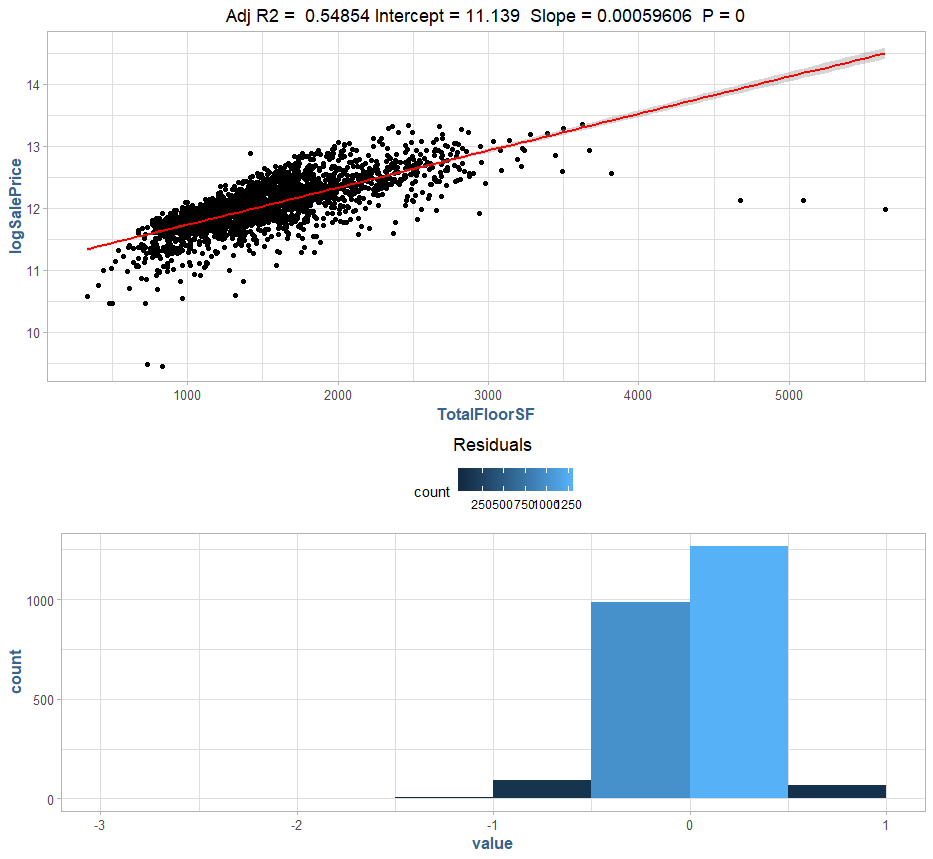 Adj R2 =  0.54854 Intercept = 11.139  Slope = 0.00059606  P = 0
logSalePrice
14
13
12
11
10
1000 2000 3000 4000 5000
TotalFloorSF
Residuals
count
250 500 750 1000 1250
count
1000
500
0
-3 -2 -1 0 1
value